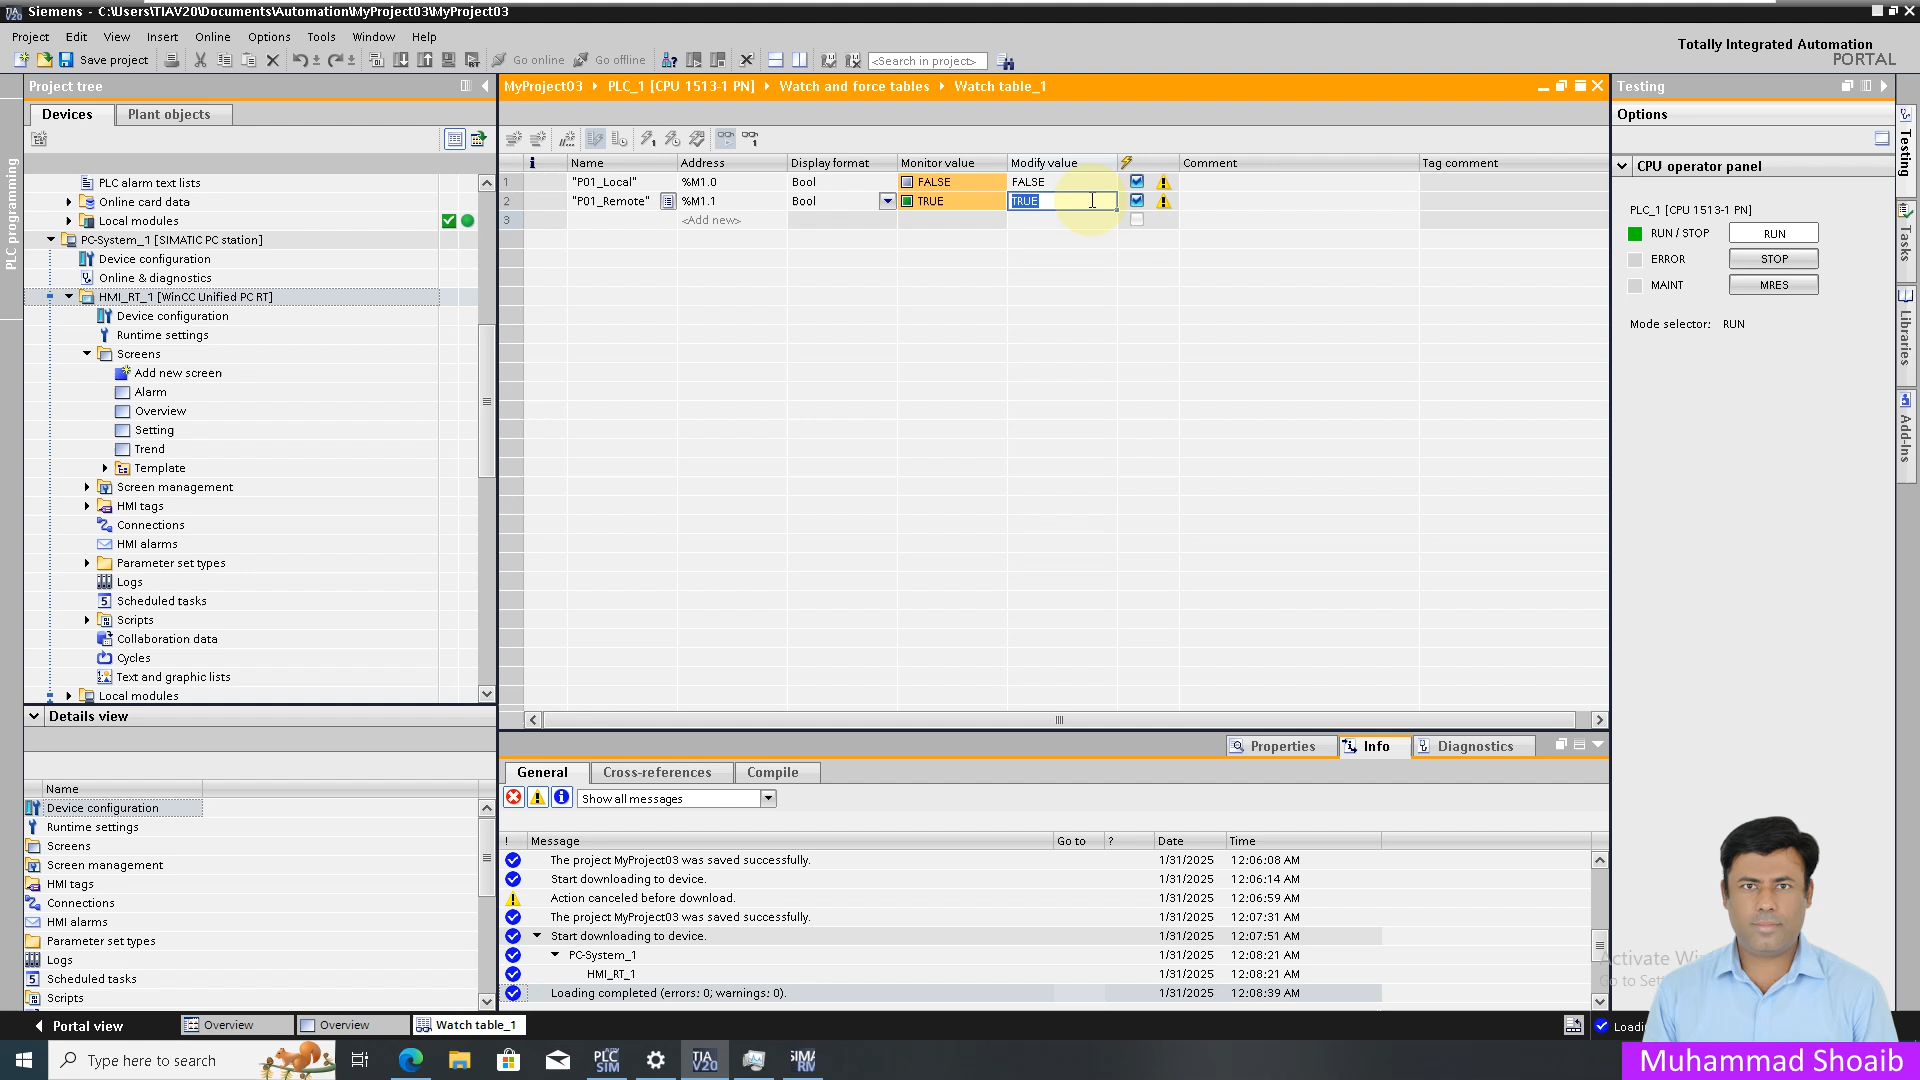 Siemens - C:\Users\TIAV20\Documents\Automation\MyProject03\MyProject03
Project Edit View Insert Online Options Tools Window Help
Save project
Go online
Go offline
<Search in project>
Totally Integrated Automation
PORTAL
Project tree
Devices
Plant objects
PLC programming
PLC alarm text lists
Online card data
Local modules
PC-System_1 [SIMATIC PC station]
Device configuration
Online & diagnostics
HMI_RT_1 [WinCC Unified PC RT]
Device configuration
Runtime settings
Screens
Add new screen
Alarm
Overview
Setting
Trend
Template
Screen management
HMI tags
Connections
HMI alarms
Parameter set types
Logs
Scheduled tasks
Scripts
Collaboration data
Cycles
Text and graphic lists
Local modules
Details view
Name
Device configuration
Runtime settings
Screens
Screen management
HMI tags
Connections
HMI alarms
Parameter set types
Logs
Scheduled tasks
Scripts
MyProject03 PLC_1 [CPU 1513-1 PN] Watch and force tables Watch table_1
i Name Address Display format Monitor value Modify value Comment Tag comment
1 "P01_Local" %M1.0 Bool FALSE FALSE
2 "P01_Remote" %M1.1 Bool TRUE TRUE
3 <Add new>
Properties Info Diagnostics
General Cross-references Compile
Show all messages
! Message Go to ? Date Time
The project MyProject03 was saved successfully. 1/31/2025 12:06:08 AM
Start downloading to device. 1/31/2025 12:06:14 AM
Action canceled before download. 1/31/2025 12:06:59 AM
The project MyProject03 was saved successfully. 1/31/2025 12:07:31 AM
Start downloading to device. 1/31/2025 12:07:51 AM
PC-System_1 1/31/2025 12:08:21 AM
HMI_RT_1 1/31/2025 12:08:21 AM
Loading completed (errors: 0; warnings: 0). 1/31/2025 12:08:39 AM
Testing
Options
CPU operator panel
PLC_1 [CPU 1513-1 PN]
RUN / STOP RUN
ERROR STOP
MAINT MRES
Mode selector: RUN
Testing
Tasks
Libraries
Add-Ins
Portal view
Overview
Overview
Watch table_1
Type here to search
PLC SIM
TIA V20
Muhammad Shoaib